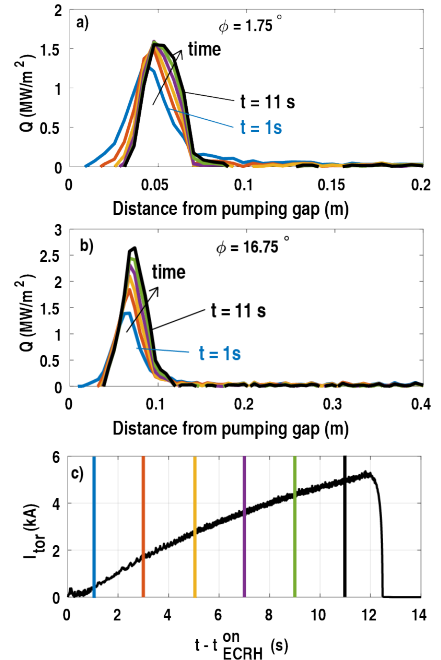 a)
ϕ = 1.75 °
2
1.5
1
0.5
0
Q (MW/m²)
time
t = 11 s
t = 1s
0 0.05 0.1 0.15 0.2
Distance from pumping gap (m)
b)
ϕ = 16.75 °
3
2.5
2
1.5
1
0.5
0
Q (MW/m²)
time
t = 11 s
t = 1s
0 0.1 0.2 0.3 0.4
Distance from pumping gap (m)
c)
6
4
2
0
I_tor (kA)
0 2 4 6 8 10 12 14
t - t^on_ECRH (s)